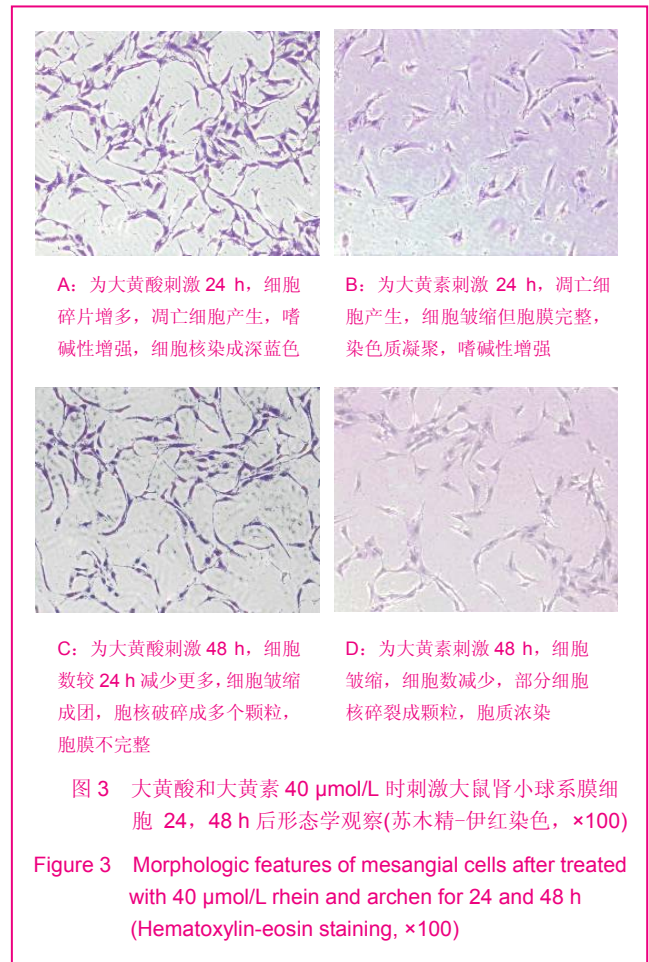 A：为大黄酸刺激 24 h，细胞
碎片增多，凋亡细胞产生，嗜
碱性增强，细胞核染成深蓝色
B：为大黄素刺激 24 h，凋亡细
胞产生，细胞皱缩但胞膜完整，
染色质凝聚，嗜碱性增强
C：为大黄酸刺激 48 h，细胞
数较 24 h 减少更多，细胞皱缩
成团，胞核破碎成多个颗粒，
胞膜不完整
D：为大黄素刺激 48 h，细胞
皱缩，细胞数减少，部分细胞
核碎裂成颗粒，胞质浓染
图 3 大黄酸和大黄素 40 μmol/L 时刺激大鼠肾小球系膜细
胞 24，48 h 后形态学观察(苏木精-伊红染色，×100)
Figure 3 Morphologic features of mesangial cells after treated
with 40 μmol/L rhein and archen for 24 and 48 h
(Hematoxylin-eosin staining, ×100)